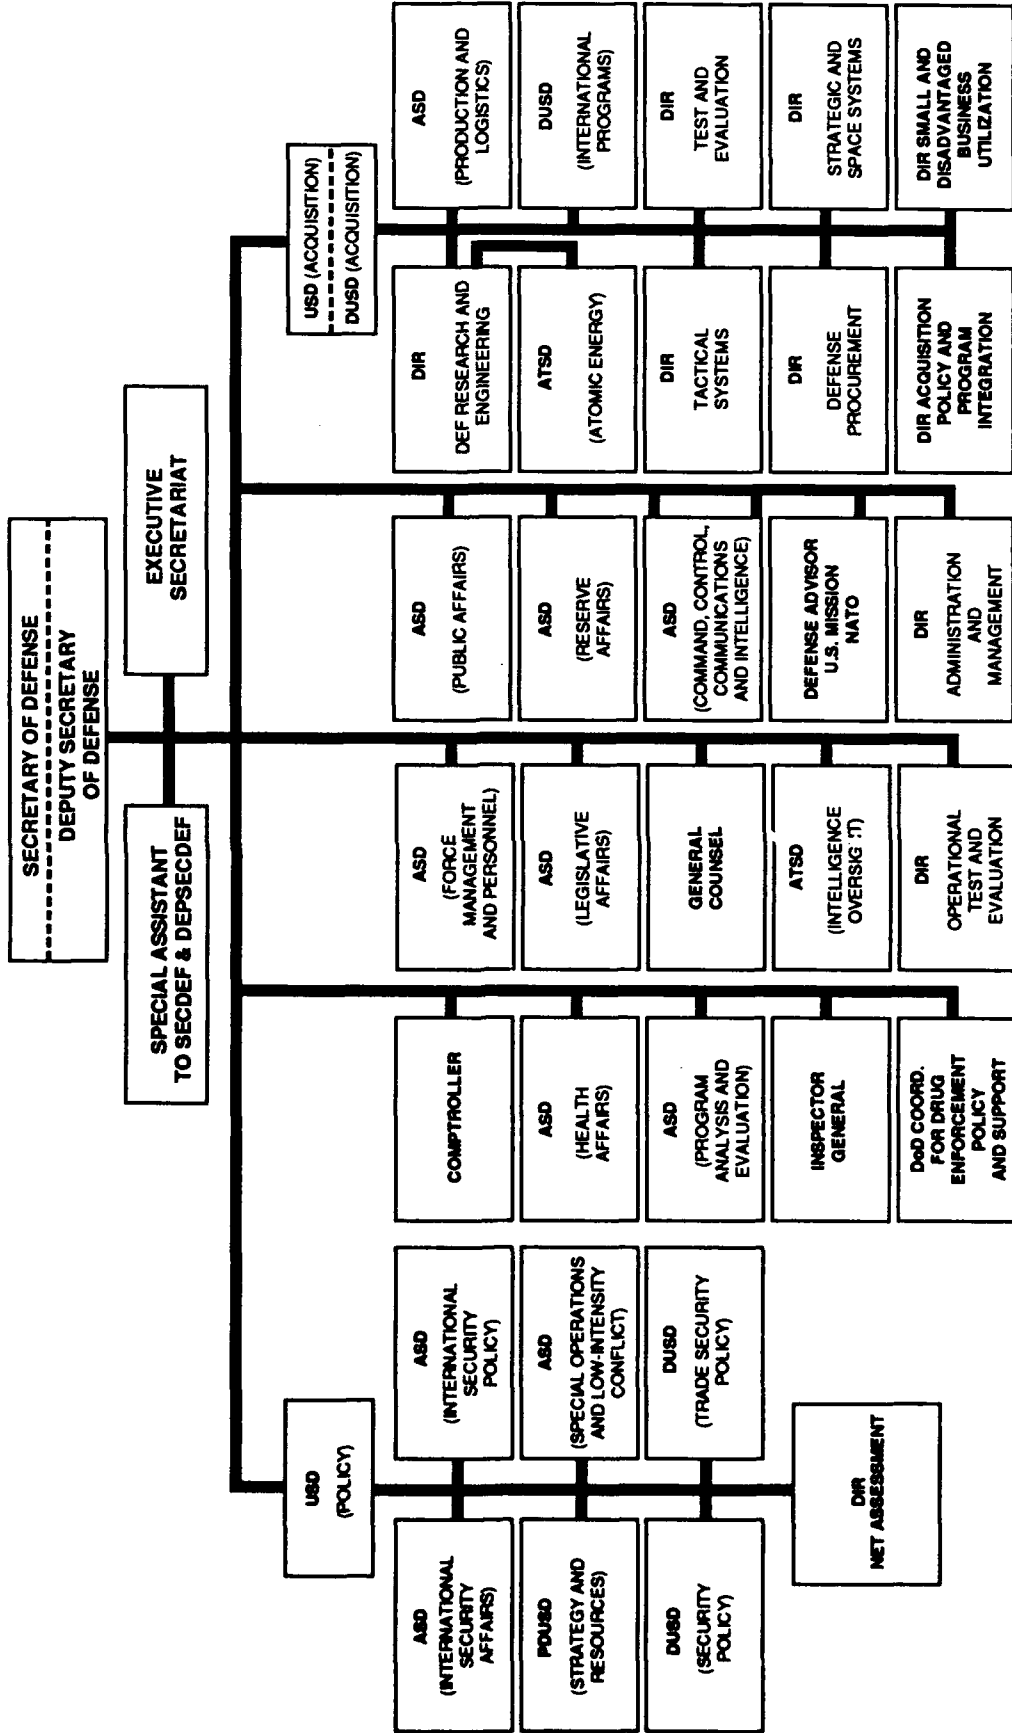 SECRETARY OF DEFENSE
DEPUTY SECRETARY
OF DEFENSE
SPECIAL ASSISTANT
TO SECDEF & DEPSECDEF
EXECUTIVE
SECRETARIAT
USD
(POLICY)
ASD
(INTERNATIONAL
SECURITY
AFFAIRS)
ASD
(INTERNATIONAL
SECURITY
POLICY)
PDUSD
(STRATEGY AND
RESOURCES)
ASD
(SPECIAL OPERATIONS
AND LOW-INTENSITY
CONFLICT)
DUSD
(SECURITY
POLICY)
DUSD
(TRADE SECURITY
POLICY)
DIR
NET ASSESSMENT
COMPTROLLER
ASD
(HEALTH
AFFAIRS)
ASD
(PROGRAM
ANALYSIS AND
EVALUATION)
INSPECTOR
GENERAL
DoD COORD.
FOR DRUG
ENFORCEMENT
POLICY
AND SUPPORT
ASD
(FORCE
MANAGEMENT
AND PERSONNEL)
ASD
(LEGISLATIVE
AFFAIRS)
GENERAL
COUNSEL
ATSD
(INTELLIGENCE
DIR
OPERATIONAL
TEST AND
EVALUATION
ASD
(PUBLIC AFFAIRS)
ASD
(RESERVE
AFFAIRS)
ASD
(COMMAND, CONTROL,
COMMUNICATIONS
AND INTELLIGENCE)
DEFENSE ADVISOR
U.S. MISSION
NATO
DIR
ADMINISTRATION
AND
MANAGEMENT
USD (ACQUISITION)
DUSD (ACQUISITION)
DIR
DEF RESEARCH AND
ENGINEERING
ASD
(PRODUCTION AND
LOGISTICS)
ATSD
(ATOMIC ENERGY)
DUSD
(INTERNATIONAL
PROGRAMS)
DIR
TACTICAL
SYSTEMS
DIR
TEST AND
EVALUATION
DIR
DEFENSE
PROCUREMENT
DIR
STRATEGIC AND
SPACE SYSTEMS
DIR ACQUISITION
POLICY AND
PROGRAM
INTEGRATION
DIR SMALL AND
DISADVANTAGED
BUSINESS
UTILIZATION